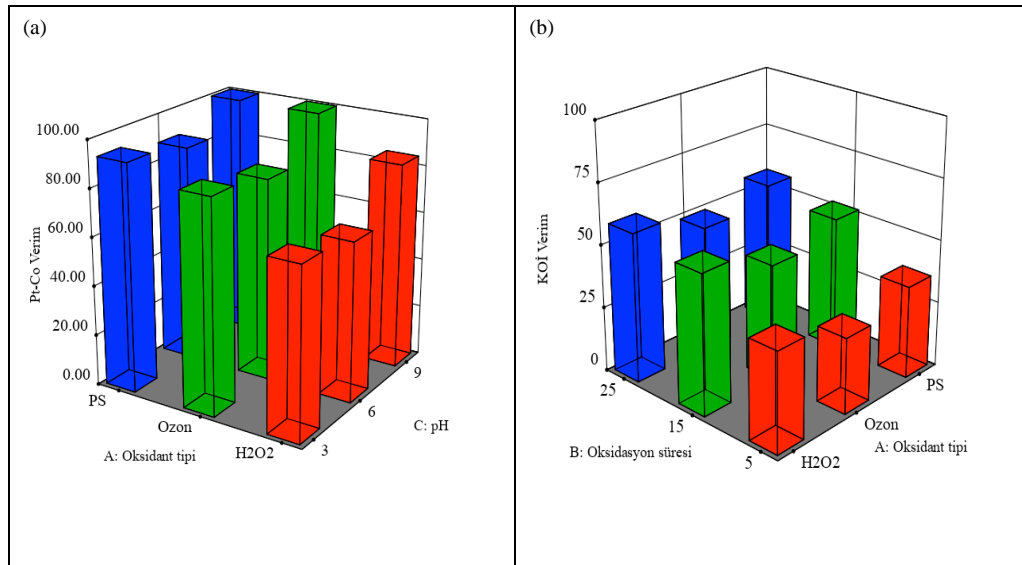 (a)
100.00
80.00
60.00
40.00
20.00
0.00
Pt-Co Verim
PS
Ozon
H2O2
A: Oksidant tipi
3
6
9
C: pH
(b)
100
75
50
25
0
KOİ Verim
25
15
5
B: Oksidasyon süresi
H2O2
Ozon
PS
A: Oksidant tipi